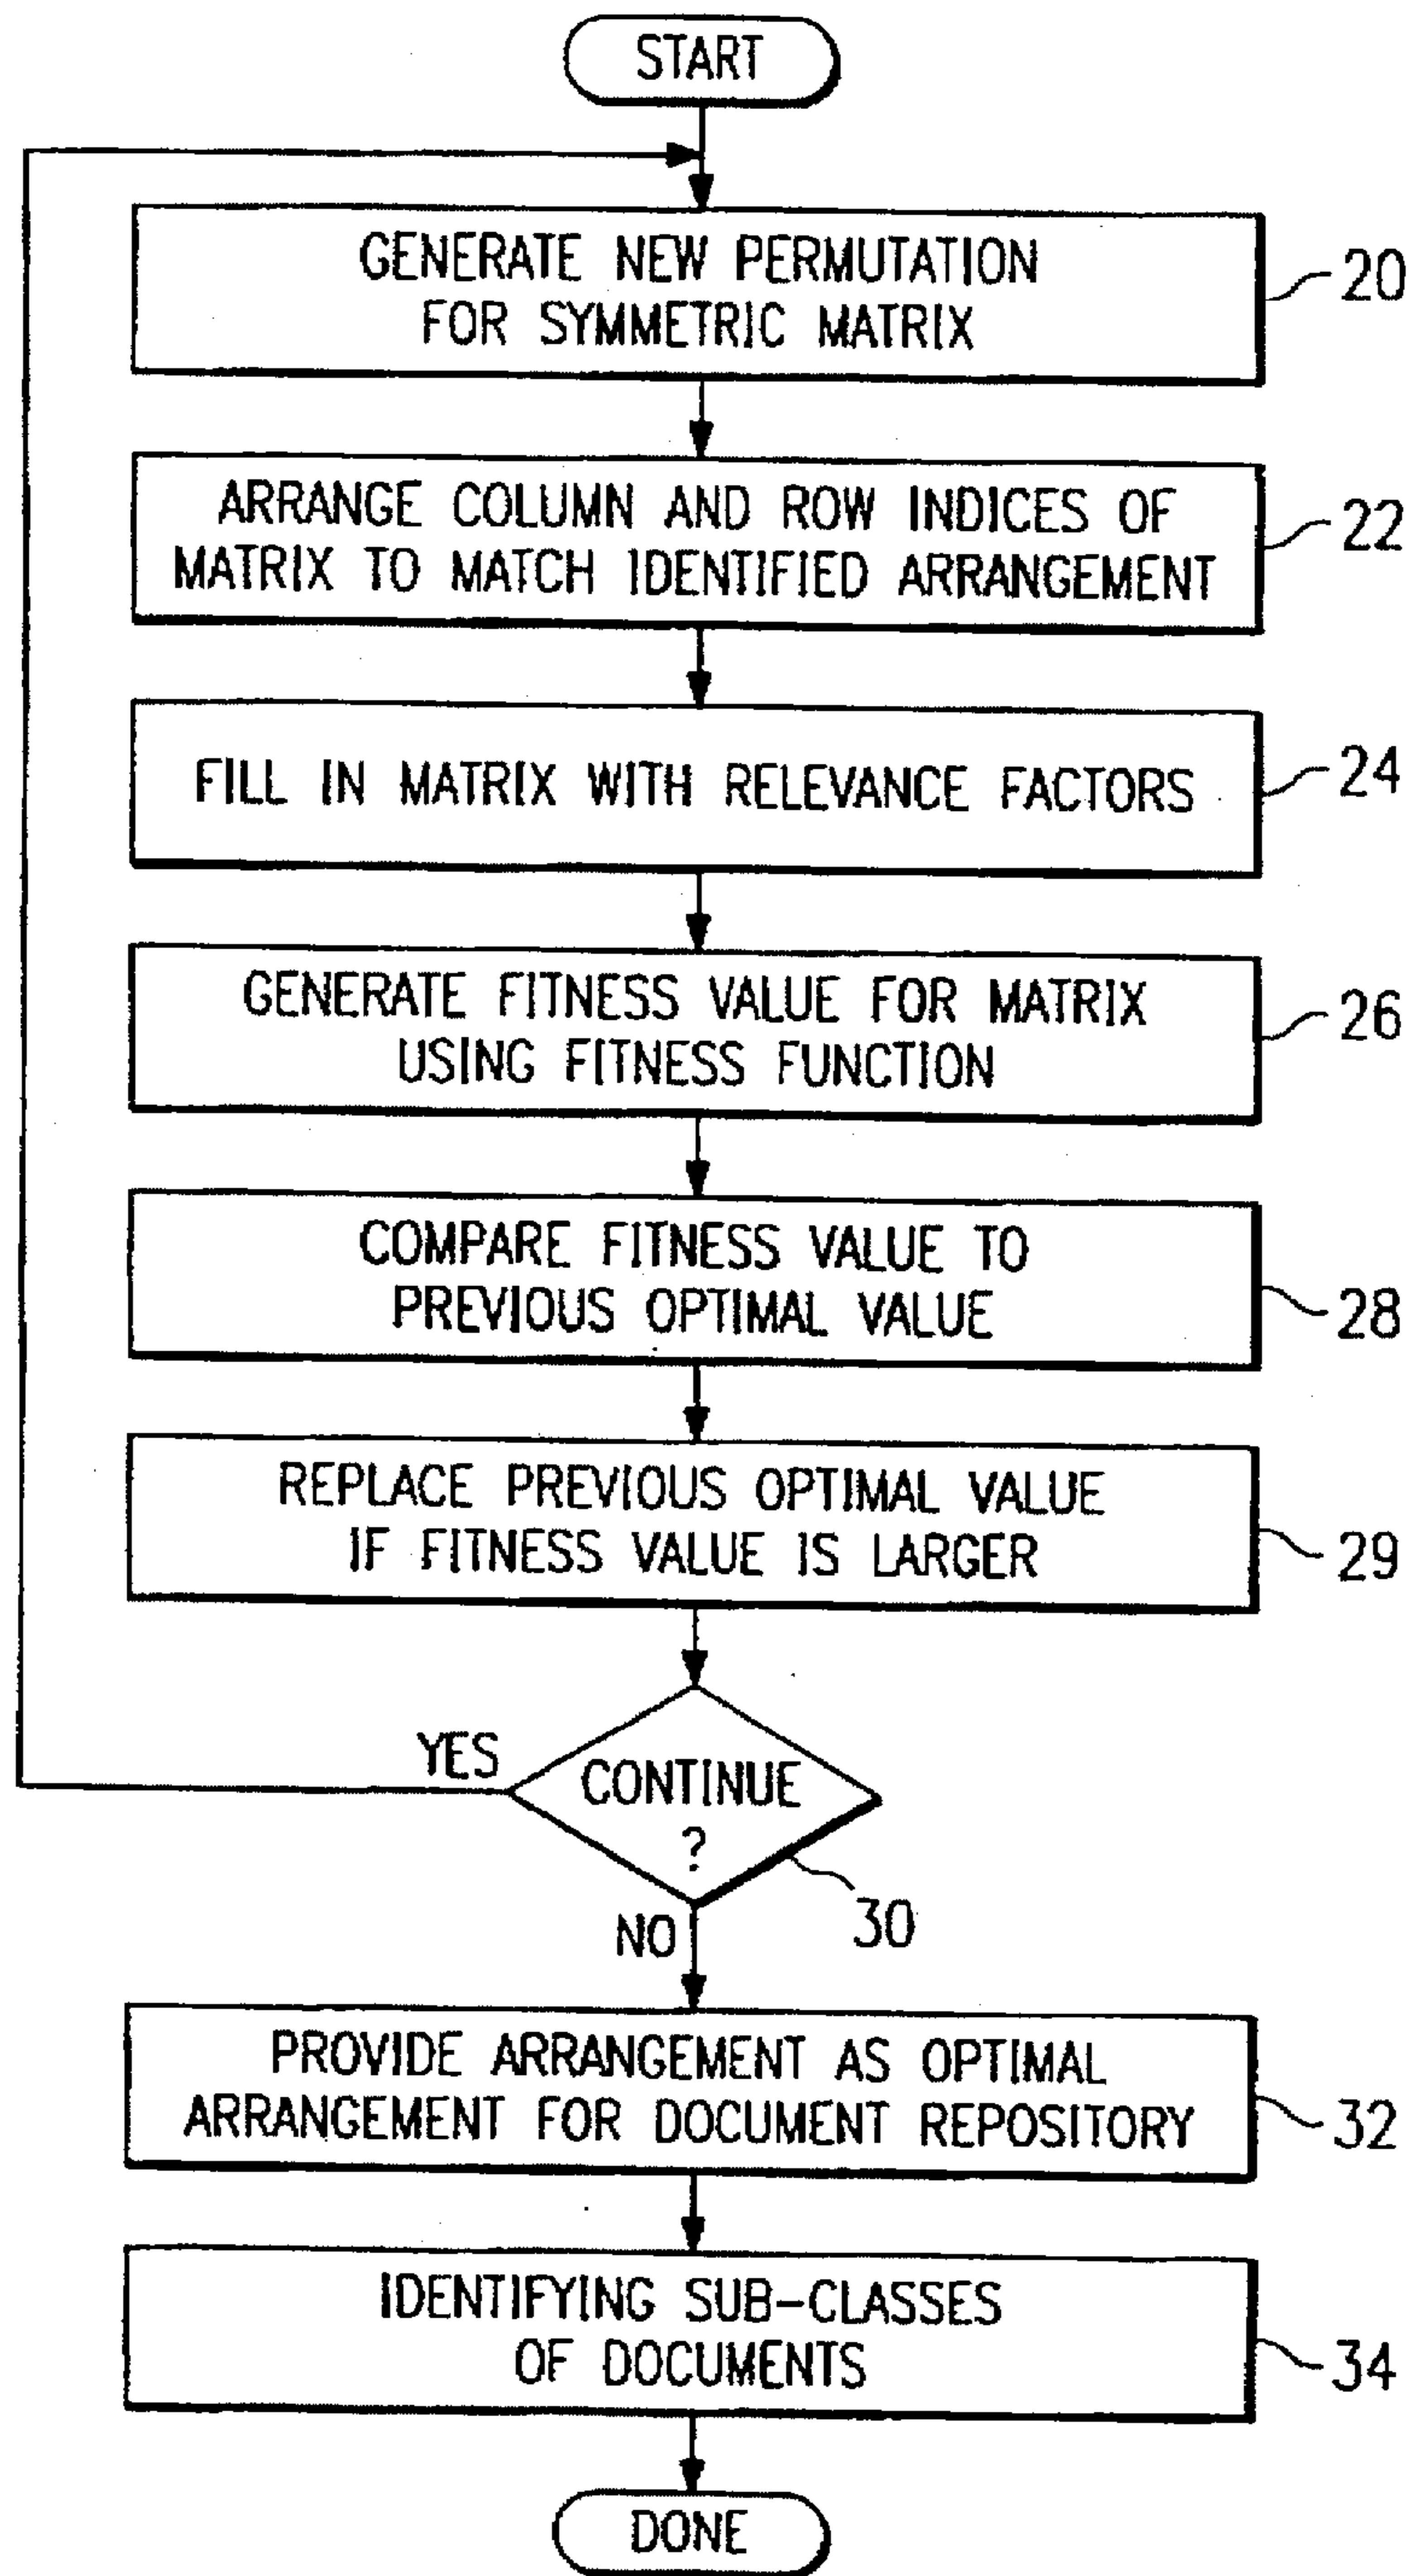 START
GENERATE NEW PERMUTATION
FOR SYMMETRIC MATRIX
20
ARRANGE COLUMN AND ROW INDICES OF
MATRIX TO MATCH IDENTIFIED ARRANGEMENT
22
FILL IN MATRIX WITH RELEVANCE FACTORS
24
GENERATE FITNESS VALUE FOR MATRIX
USING FITNESS FUNCTION
26
COMPARE FITNESS VALUE TO
PREVIOUS OPTIMAL VALUE
28
REPLACE PREVIOUS OPTIMAL VALUE
IF FITNESS VALUE IS LARGER
29
YES
CONTINUE
?
30
NO
PROVIDE ARRANGEMENT AS OPTIMAL
ARRANGEMENT FOR DOCUMENT REPOSITORY
32
IDENTIFYING SUB-CLASSES
OF DOCUMENTS
34
DONE